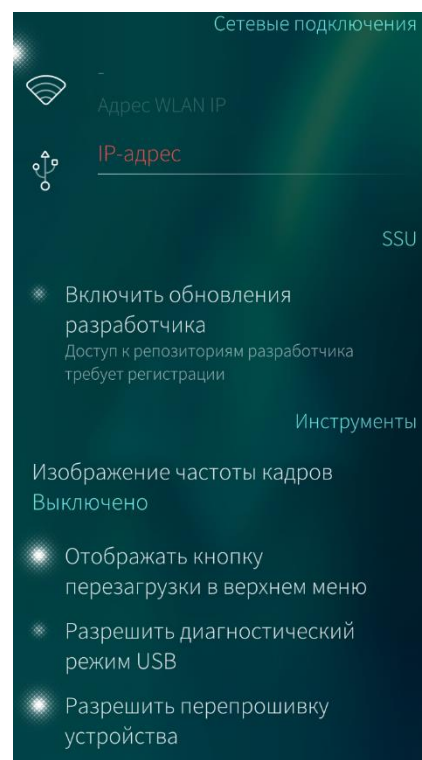 Сетевые подключения
-
Адрес WLAN IP
IP-адрес
SSU
Включить обновления
разработчика
Доступ к репозиториям разработчика
требует регистрации
Инструменты
Изображение частоты кадров
Выключено
Отображать кнопку
перезагрузки в верхнем меню
Разрешить диагностический
режим USB
Разрешить перепрошивку
устройства